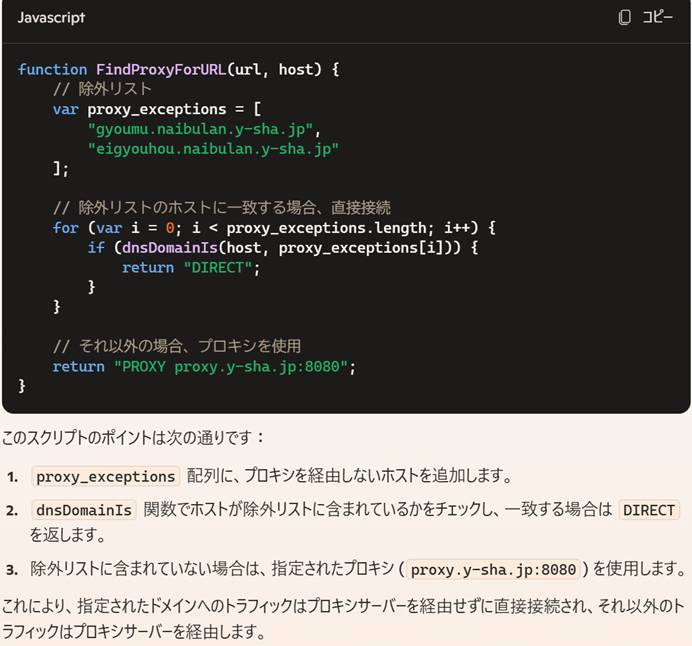 Javascript コピー
function FindProxyForURL(url, host) {
    // 除外リスト
    var proxy_exceptions = [
        "gyoumu.naibulan.y-sha.jp",
        "eigyouhou.naibulan.y-sha.jp"
    ];

    // 除外リストのホストに一致する場合、直接接続
    for (var i = 0; i < proxy_exceptions.length; i++) {
        if (dnsDomainIs(host, proxy_exceptions[i])) {
            return "DIRECT";
        }
    }

    // それ以外の場合、プロキシを使用
    return "PROXY proxy.y-sha.jp:8080";
}
このスクリプトのポイントは次の通りです：
1. proxy_exceptions 配列に、プロキシを経由しないホストを追加します。
2. dnsDomainIs 関数でホストが除外リストに含まれているかをチェックし、一致する場合は DIRECT
を返します。
3. 除外リストに含まれていない場合は、指定されたプロキシ (proxy.y-sha.jp:8080) を使用します。
これにより、指定されたドメインへのトラフィックはプロキシサーバーを経由せずに直接接続され、それ以外のト
ラフィックはプロキシサーバーを経由します。